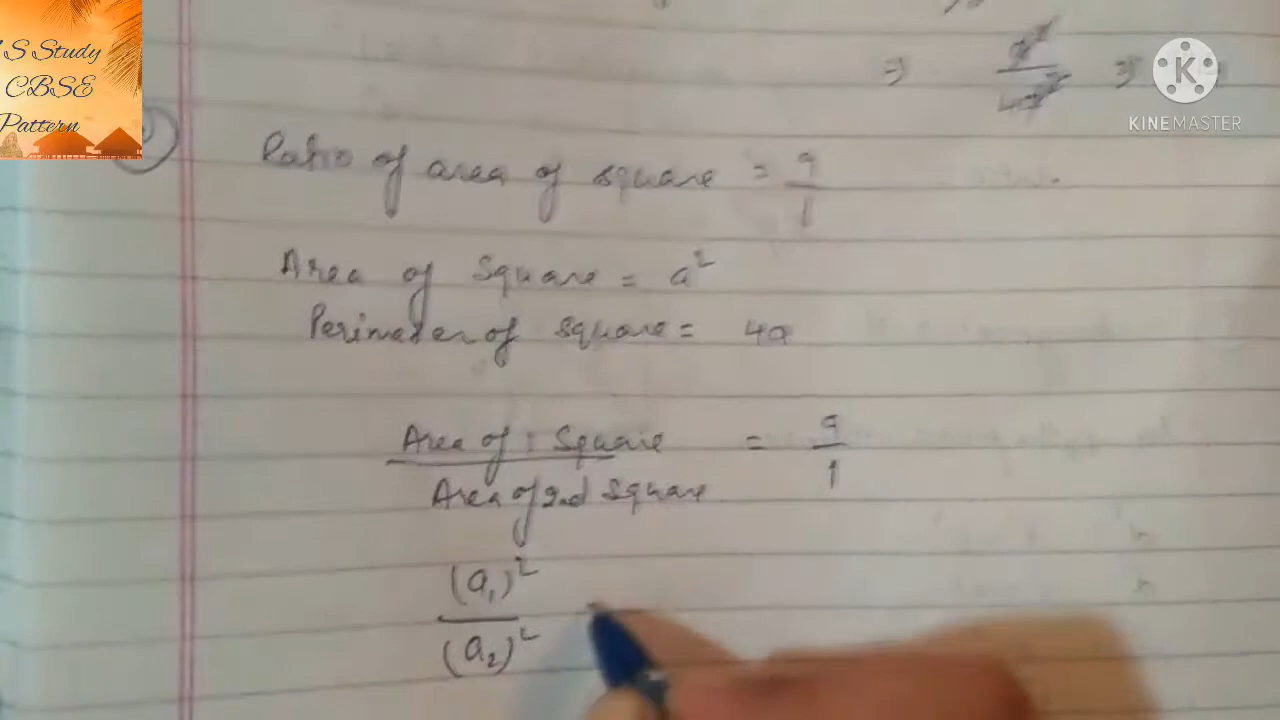 I S Study
CBSE
Pattern
KINEMASTER
Ratio of area of square = 9/1
Area of Square = a²
Perimeter of square = 4a
Area of 1 Square / Area of 2nd Square = 9/1
(a₁)² / (a₂)²